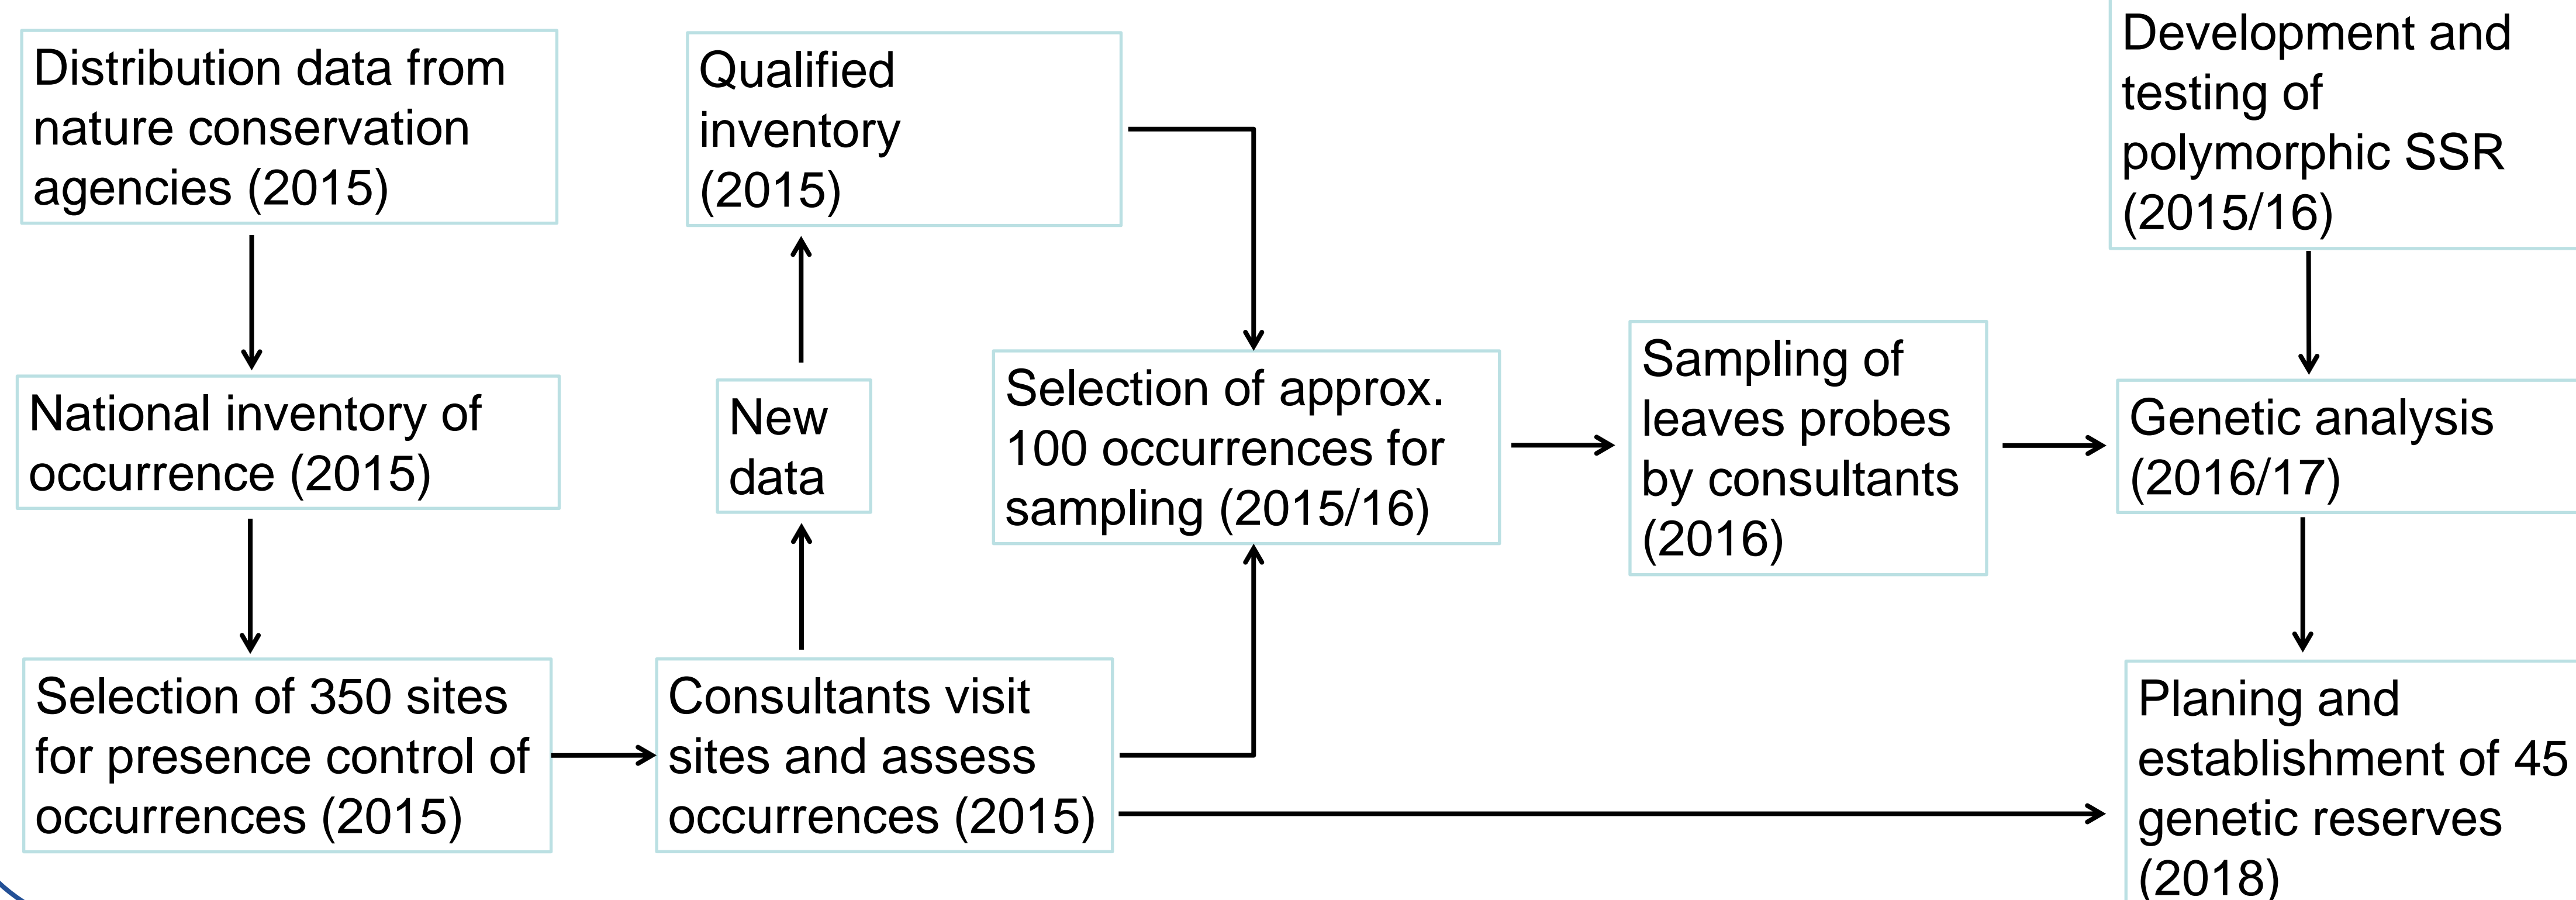 Distribution data from
nature conservation
agencies (2015)
National inventory of
occurrence (2015)
Selection of 350 sites
for presence control of
occurrences (2015)
Consultants visit
sites and assess
occurrences (2015)
New
data
Qualified
inventory
(2015)
Selection of approx.
100 occurrences for
sampling (2015/16)
Sampling of
leaves probes
by consultants
(2016)
Development and
testing of
polymorphic SSR
(2015/16)
Genetic analysis
(2016/17)
Planing and
establishment of 45
genetic reserves
(2018)